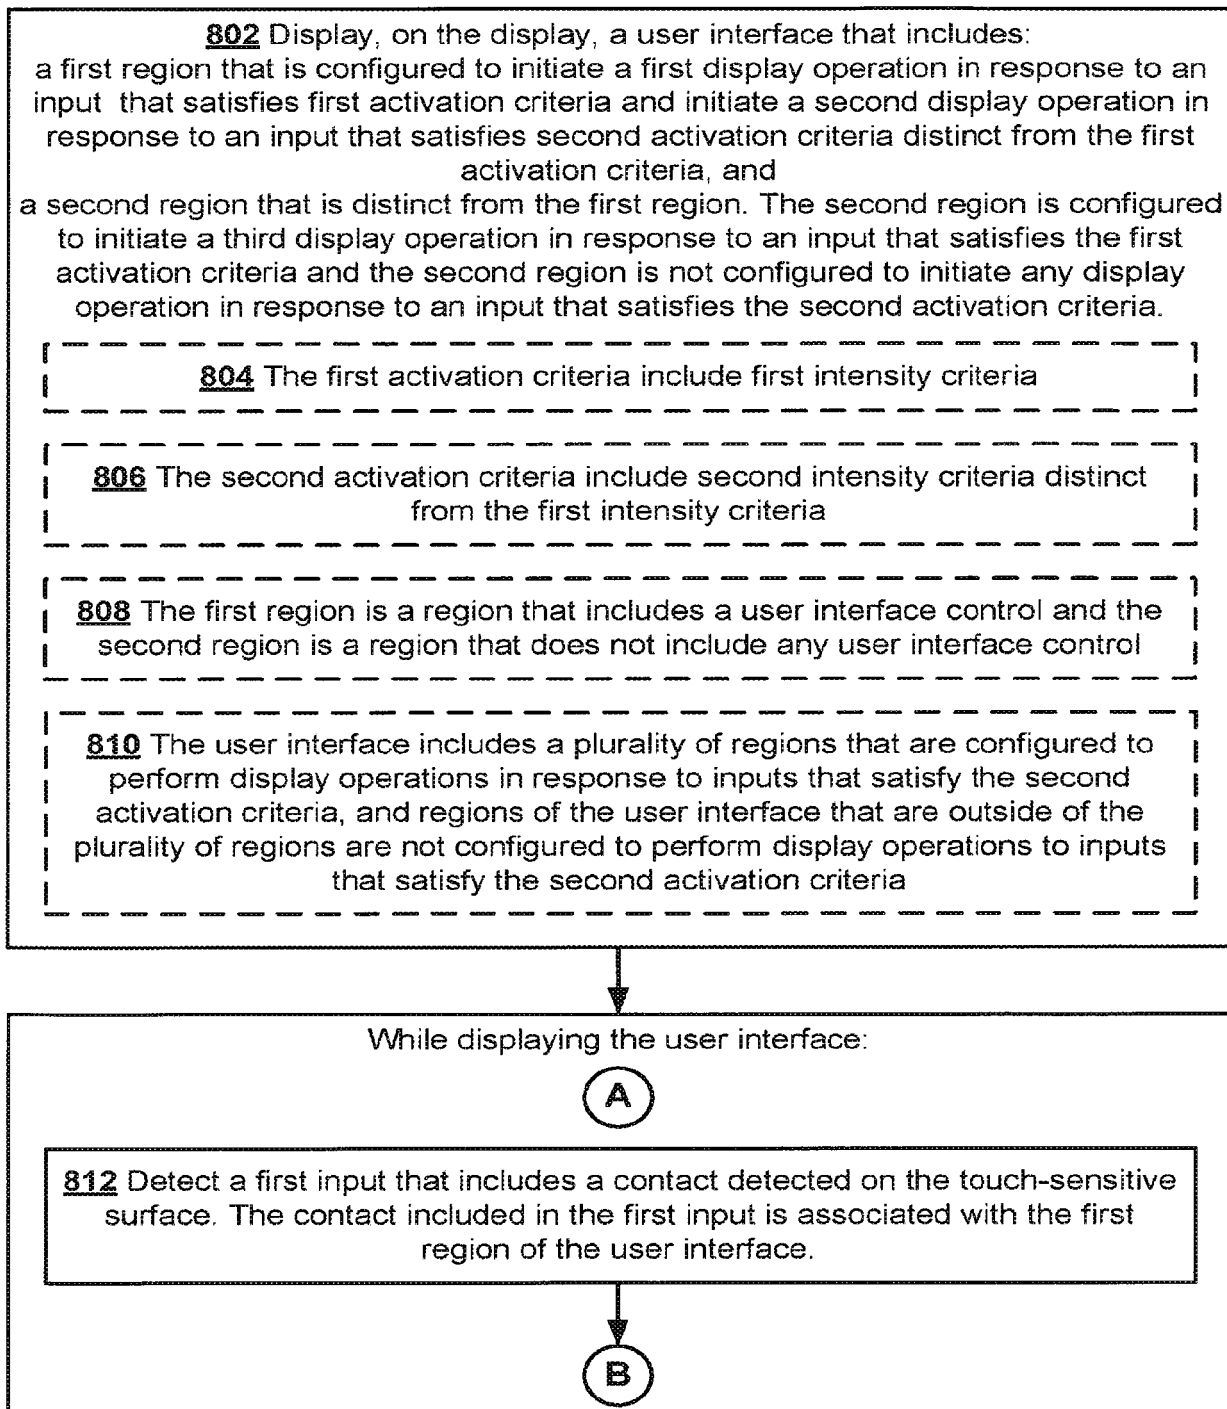 802 Display, on the display, a user interface that includes:
a first region that is configured to initiate a first display operation in response to an
input that satisfies first activation criteria and initiate a second display operation in
response to an input that satisfies second activation criteria distinct from the first
activation criteria, and
a second region that is distinct from the first region. The second region is configured
to initiate a third display operation in response to an input that satisfies the first
activation criteria and the second region is not configured to initiate any display
operation in response to an input that satisfies the second activation criteria.
804 The first activation criteria include first intensity criteria
806 The second activation criteria include second intensity criteria distinct
from the first intensity criteria
808 The first region is a region that includes a user interface control and the
second region is a region that does not include any user interface control
810 The user interface includes a plurality of regions that are configured to
perform display operations in response to inputs that satisfy the second
activation criteria, and regions of the user interface that are outside of the
plurality of regions are not configured to perform display operations to inputs
that satisfy the second activation criteria
While displaying the user interface:
A
812 Detect a first input that includes a contact detected on the touch-sensitive
surface. The contact included in the first input is associated with the first
region of the user interface.
B